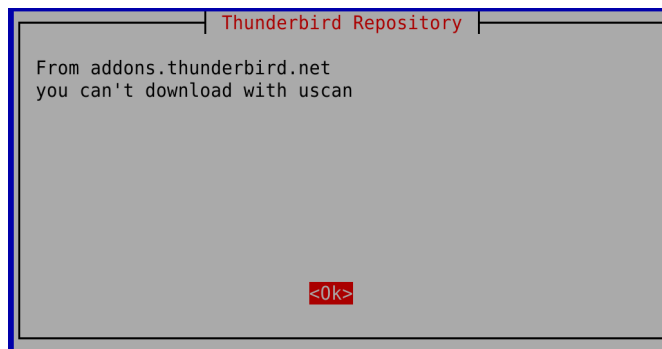 Thunderbird Repository
From addons.thunderbird.net
you can't download with uscan
<Ok>